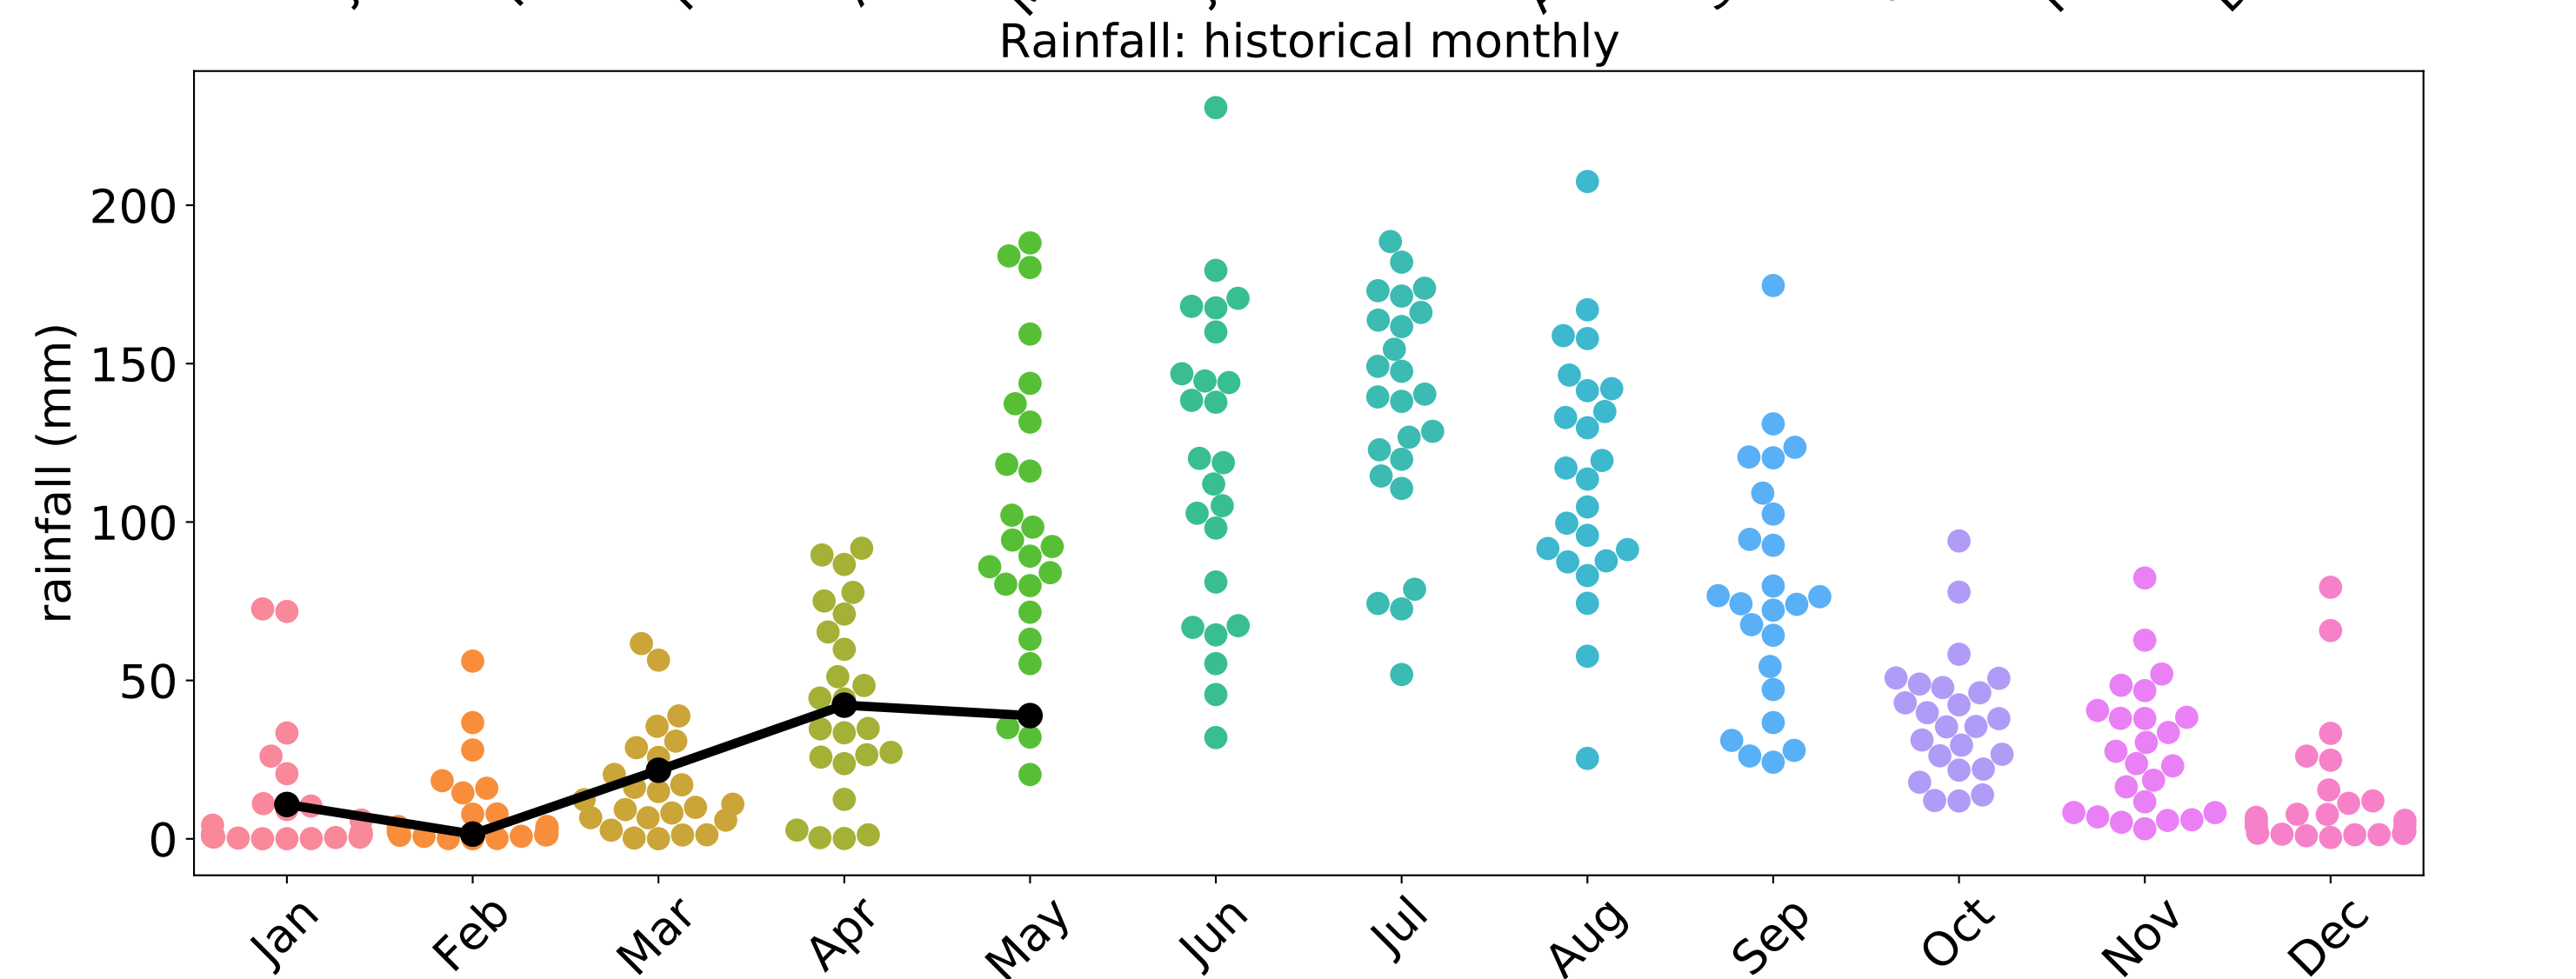 Rainfall: historical monthly
rainfall (mm)
200
150
100
50
0
Jan
Feb
Mar
Apr
May
Jun
Jul
Aug
Sep
Oct
Nov
Dec